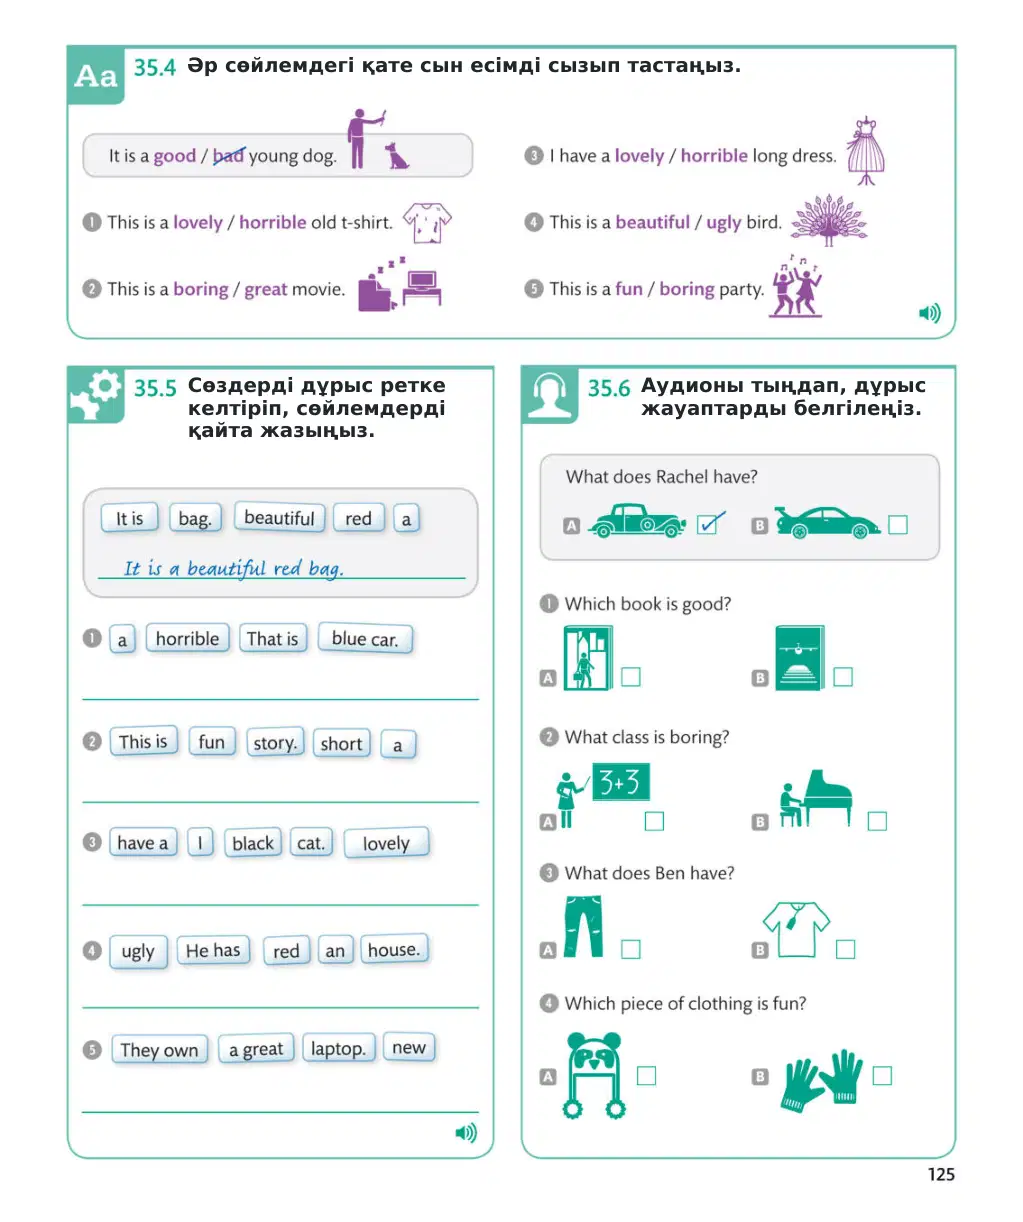 Aa
35.4 Әр сөйлемдегі қате сын есімді сызып тастаңыз.
It is a good / bad young dog.
1 This is a lovely / horrible old t-shirt.
2 This is a boring / great movie.
3 I have a lovely / horrible long dress.
4 This is a beautiful / ugly bird.
5 This is a fun / boring party.
35.5 Сөздерді дұрыс ретке
келтіріп, сөйлемдерді
қайта жазыңыз.
It is bag. beautiful red a
It is a beautiful red bag.
1 a horrible That is blue car.
2 This is fun story. short a
3 have a I black cat. lovely
4 ugly He has red an house.
5 They own a great laptop. new
35.6 Аудионы тыңдап, дұрыс
жауаптарды белгілеңіз.
What does Rachel have?
A B
1 Which book is good?
A B
2 What class is boring?
3+3
A B
3 What does Ben have?
A B
4 Which piece of clothing is fun?
A B
125